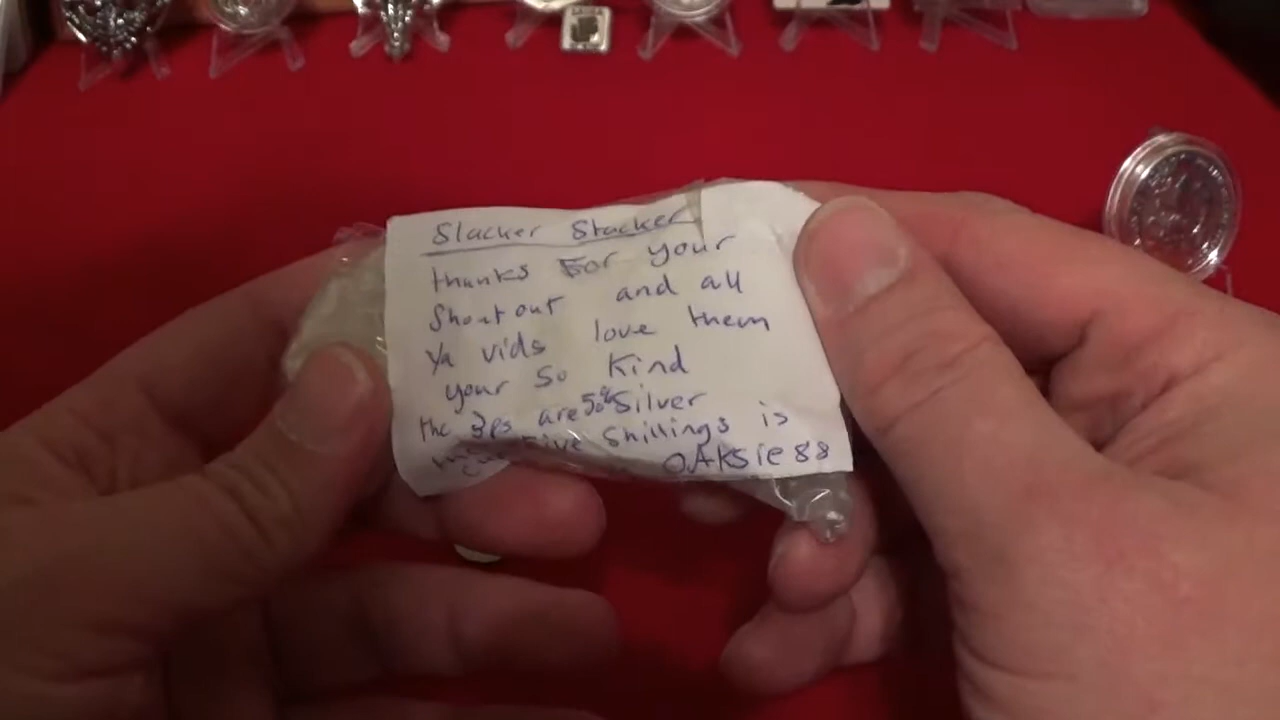 Slacker Stacker
thanks For your
Shout out and all
Ya vids love them
your So Kind
the 3ps are 50% Silver
Five Shillings is
OAKsie88